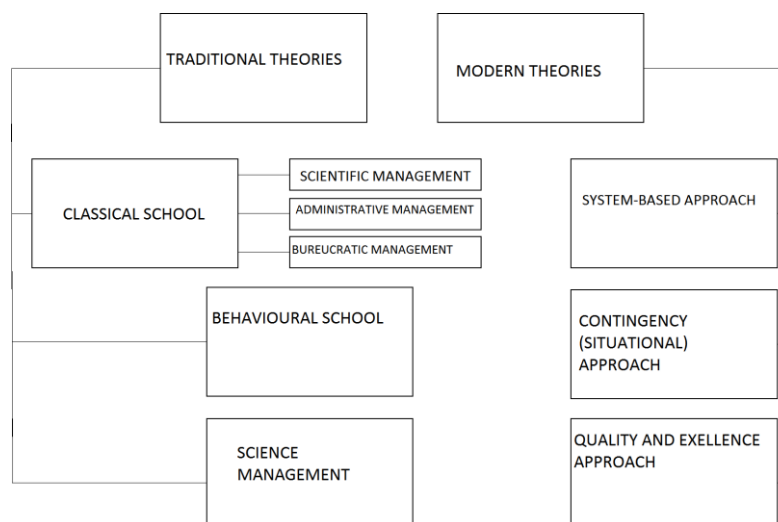 TRADITIONAL THEORIES
MODERN THEORIES
CLASSICAL SCHOOL
SCIENTIFIC MANAGEMENT
ADMINISTRATIVE MANAGEMENT
BUREUCRATIC MANAGEMENT
SYSTEM-BASED APPROACH
BEHAVIOURAL SCHOOL
CONTINGENCY
(SITUATIONAL)
APPROACH
SCIENCE
MANAGEMENT
QUALITY AND EXELLENCE
APPROACH